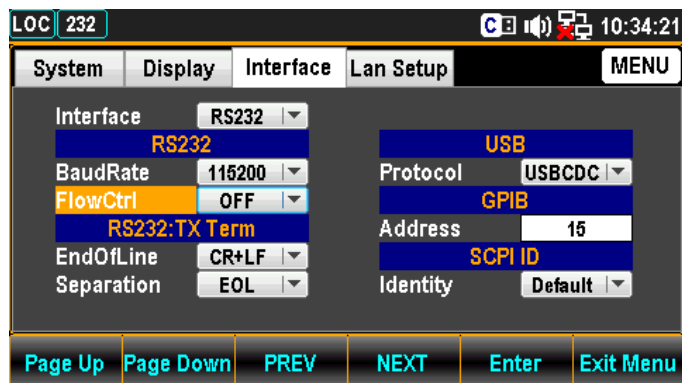 LOC 232 C 10:34:21
System Display Interface Lan Setup MENU
Interface RS232
RS232 USB
BaudRate 115200 Protocol USBCDC
FlowCtrl OFF GPIB
RS232:TX Term Address 15
EndOfLine CR+LF SCPI ID
Separation EOL Identity Default
Page Up Page Down PREV NEXT Enter Exit Menu